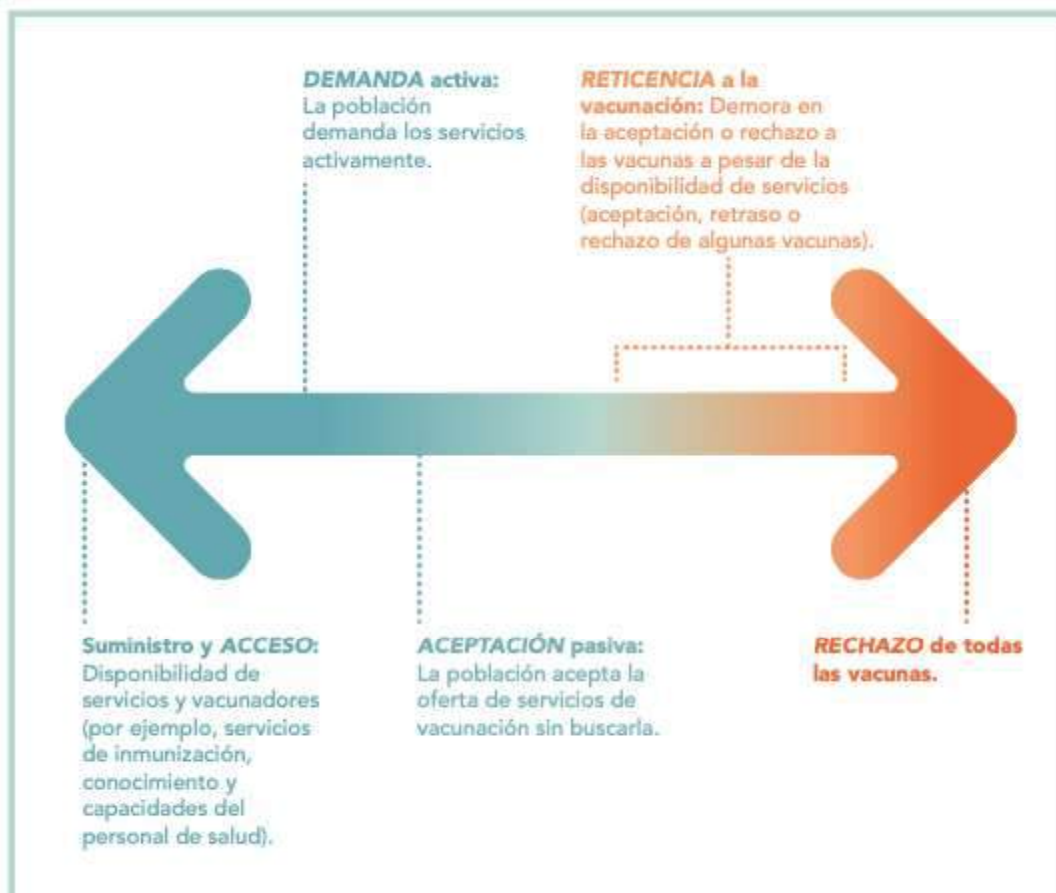 DEMANDA activa:
La población
demanda los servicios
activamente.
RETICENCIA a la
vacunación: Demora en
la aceptación o rechazo a
las vacunas a pesar de la
disponibilidad de servicios
(aceptación, retraso o
rechazo de algunas vacunas).
Suministro y ACCESO:
Disponibilidad de
servicios y vacunadores
(por ejemplo, servicios
de inmunización,
conocimiento y
capacidades del
personal de salud).
ACEPTACIÓN pasiva:
La población acepta la
oferta de servicios de
vacunación sin buscarla.
RECHAZO de todas
las vacunas.